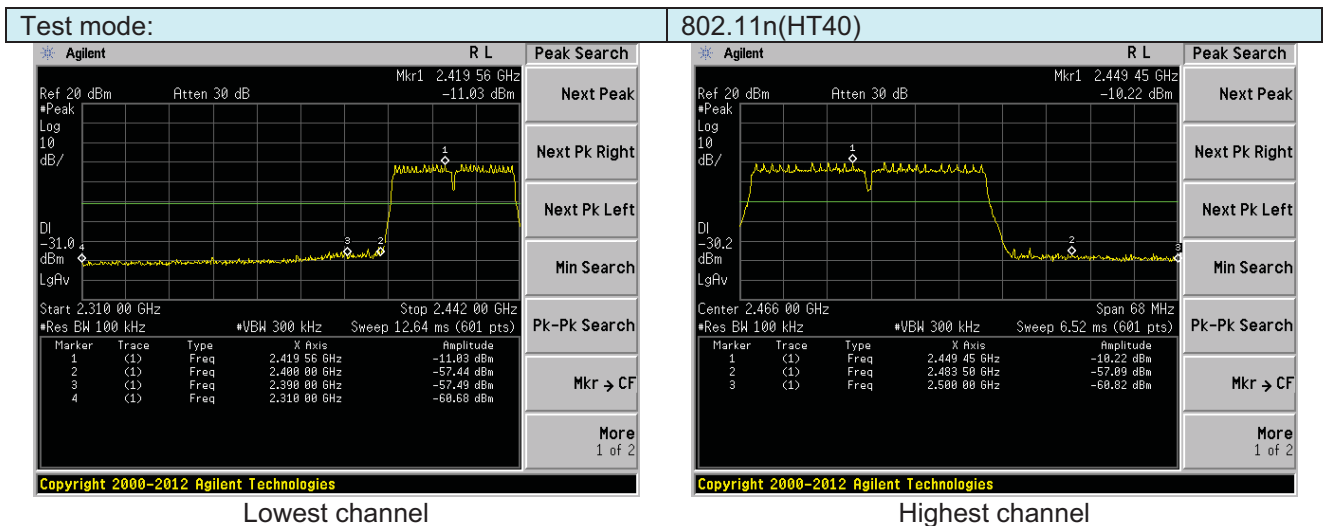 Test mode: 802.11n(HT40)
Agilent R L Peak Search
Mkr1 2.419 56 GHz
Ref 20 dBm Atten 30 dB -11.03 dBm
#Peak
Log
10
dB/
1
DI
-31.0
dBm
LgAv
4
3 2
Start 2.310 00 GHz Stop 2.442 00 GHz
#Res BW 100 kHz #VBW 300 kHz Sweep 12.64 ms (601 pts)
Marker Trace Type X Axis Amplitude
1 (1) Freq 2.419 56 GHz -11.03 dBm
2 (1) Freq 2.400 00 GHz -57.44 dBm
3 (1) Freq 2.390 00 GHz -57.49 dBm
4 (1) Freq 2.310 00 GHz -60.68 dBm
Next Peak
Next Pk Right
Next Pk Left
Min Search
Pk-Pk Search
Mkr → CF
More
1 of 2
Copyright 2000-2012 Agilent Technologies
Lowest channel
Agilent R L Peak Search
Mkr1 2.449 45 GHz
Ref 20 dBm Atten 30 dB -10.22 dBm
#Peak
Log
10
dB/
1
DI
-30.2
dBm
LgAv
2
3
Center 2.466 00 GHz Span 68 MHz
#Res BW 100 kHz #VBW 300 kHz Sweep 6.52 ms (601 pts)
Marker Trace Type X Axis Amplitude
1 (1) Freq 2.449 45 GHz -10.22 dBm
2 (1) Freq 2.483 50 GHz -57.09 dBm
3 (1) Freq 2.500 00 GHz -60.82 dBm
Next Peak
Next Pk Right
Next Pk Left
Min Search
Pk-Pk Search
Mkr → CF
More
1 of 2
Copyright 2000-2012 Agilent Technologies
Highest channel